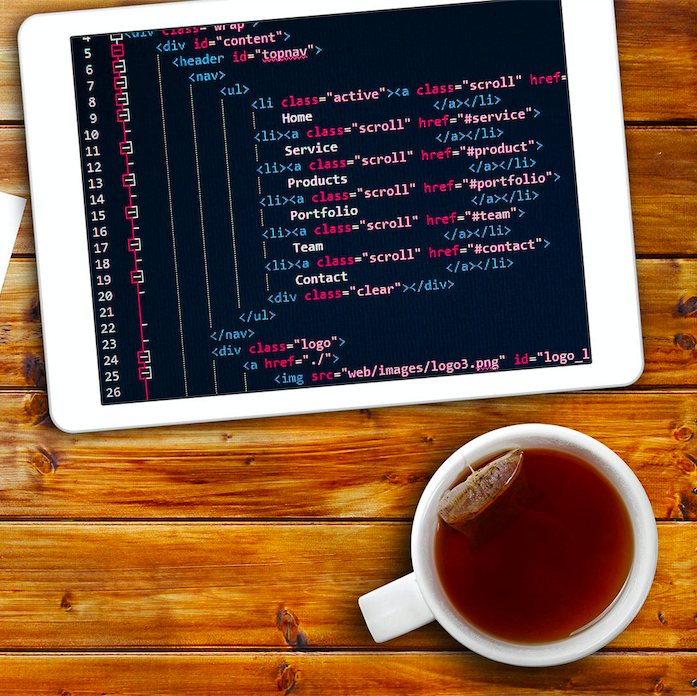 4 <div class="wrap">
5 <div id="content">
6 <header id="topnav">
7 <nav>
8 <ul>
<li class="active"><a class="scroll" href=
9 Home </a></li>
10 <li><a class="scroll" href="#service">
11 Service </a></li>
12 <li><a class="scroll" href="#product">
13 Products </a></li>
14 <li><a class="scroll" href="#portfolio">
15 Portfolio </a></li>
16 <li><a class="scroll" href="#team">
17 Team </a></li>
18 <li><a class="scroll" href="#contact">
19 Contact </a></li>
20 <div class="clear"></div>
21 </ul>
22 </nav>
23 <div class="logo">
24 <a href="./">
25 <img src="web/images/logo3.png" id="logo_l
26